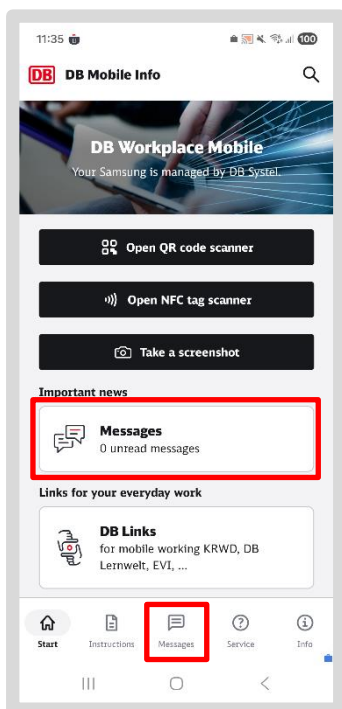 11:35
100
DB DB Mobile Info
DB Workplace Mobile
Your Samsung is managed by DB Systel.
Open QR code scanner
Open NFC tag scanner
Take a screenshot
Important news
Messages
0 unread messages
Links for your everyday work
DB Links
for mobile working KRWD, DB
Lernwelt, EVI, ...
Start Instructions Messages Service Info